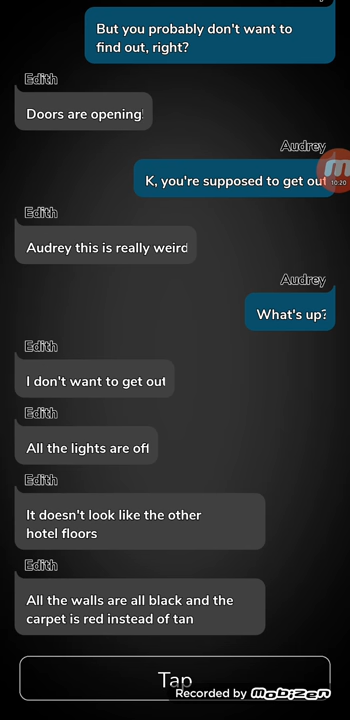 But you probably don't want to
find out, right?
Edith
Doors are opening
Audrey
K, you're supposed to get out
10:20
Edith
Audrey this is really weird
Audrey
What's up?
Edith
I don't want to get out
Edith
All the lights are off
Edith
It doesn't look like the other
hotel floors
Edith
All the walls are all black and the
carpet is red instead of tan
Tap
Recorded by Mobizen